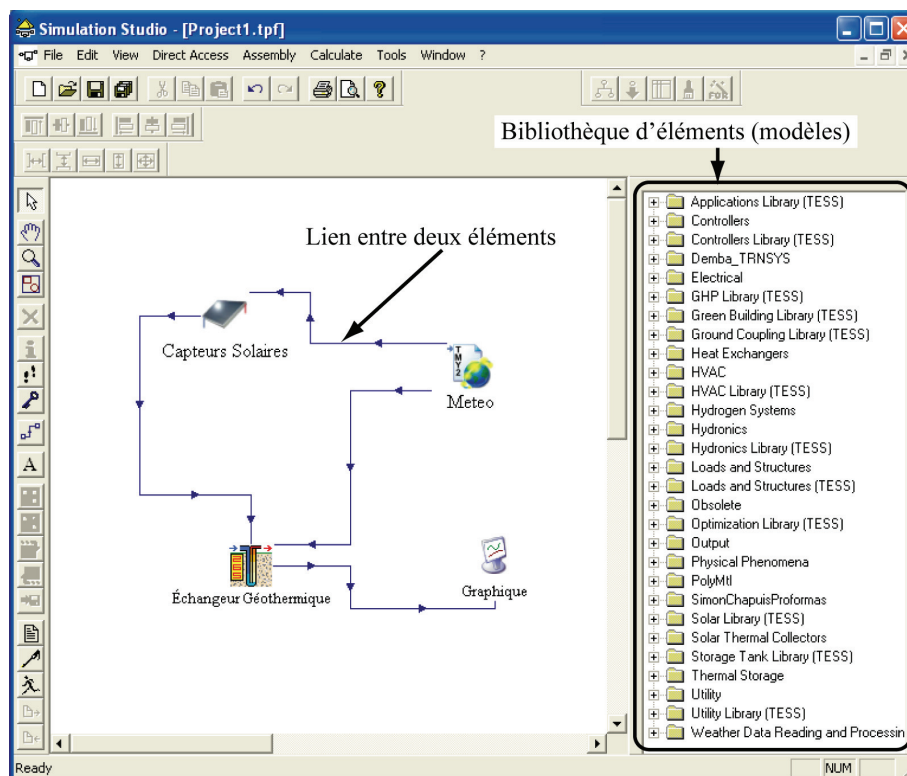 Simulation Studio - [Project1.tpf]
File Edit View Direct Access Assembly Calculate Tools Window ?
FOR
Bibliothèque d'éléments (modèles)
Lien entre deux éléments
Capteurs Solaires
TMY2
Meteo
Échangeur Géothermique
Graphique
A
Applications Library (TESS)
Controllers
Controllers Library (TESS)
Demba_TRNSYS
Electrical
GHP Library (TESS)
Green Building Library (TESS)
Ground Coupling Library (TESS)
Heat Exchangers
HVAC
HVAC Library (TESS)
Hydrogen Systems
Hydronics
Hydronics Library (TESS)
Loads and Structures
Loads and Structures (TESS)
Obsolete
Optimization Library (TESS)
Output
Physical Phenomena
PolyMtl
SimonChapuisProformas
Solar Library (TESS)
Solar Thermal Collectors
Storage Tank Library (TESS)
Thermal Storage
Utility
Utility Library (TESS)
Weather Data Reading and Processin
Ready
NUM